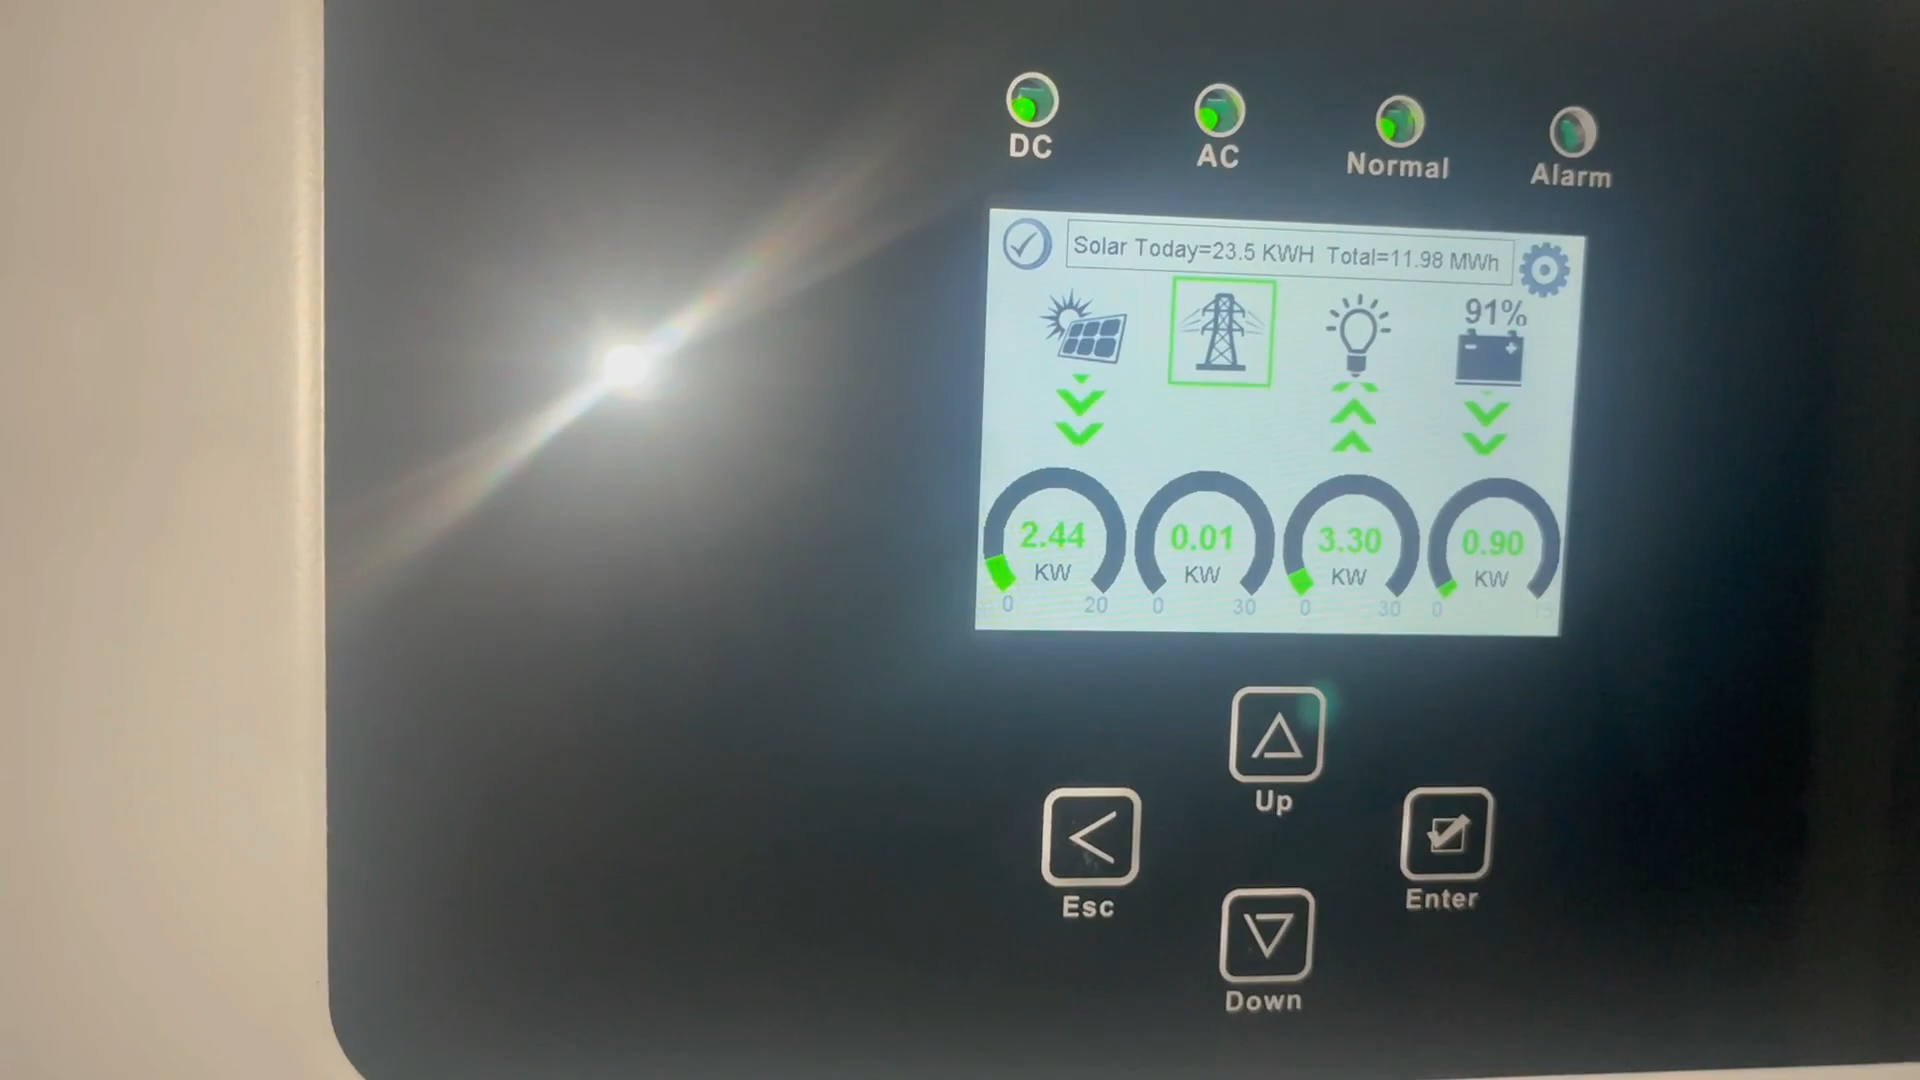 DC
AC
Normal
Alarm
Solar Today=23.5 KWH Total=11.98 MWh
91%
2.44
KW
0 20
0.01
KW
0 30
3.30
KW
0 30
0.90
KW
0
Up
Esc
Enter
Down